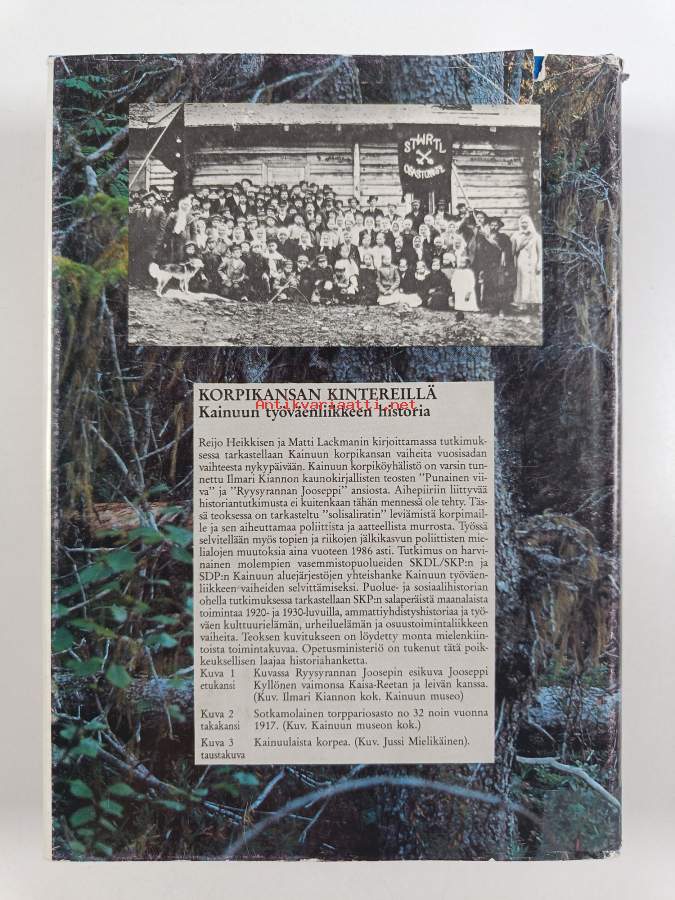 STWRTL
OSASTO N:32
KORPIKANSAN KINTEREILLÄ
Antikvariaatti.net
Kainuun työväenliikkeen historia
Reijo Heikkisen ja Matti Lackmanin kirjoittamassa tutkimuk-
sessa tarkastellaan Kainuun korpikansan vaiheita vuosisadan
vaihteesta nykypäivään. Kainuun korpiköyhälistö on varsin tun-
nettu Ilmari Kiannon kaunokirjallisten teosten ”Punainen vii-
va” ja ”Ryysyrannan Jooseppi” ansiosta. Aihepiiriin liittyvää
historiantutkimusta ei kuitenkaan tähän mennessä ole tehty. Täs-
sä teoksessa on tarkasteltu ”solisaliratin” leviämistä korpimail-
le ja sen aiheuttamaa poliittista ja aatteellista murrosta. Työssä
selvitellään myös topien ja riikojen jälkikasvun poliittisten mie-
lialojen muutoksia aina vuoteen 1986 asti. Tutkimus on harvi-
nainen molempien vasemmistopuolueiden SKDL/SKP:n ja
SDP:n Kainuun aluejärjestöjen yhteishanke Kainuun työväen-
liikkeen vaiheiden selvittämiseksi. Puolue- ja sosiaalihistorian
ohella tutkimuksessa tarkastellaan SKP:n salaperäistä maanalaista
toimintaa 1920- ja 1930-luvuilla, ammattiyhdistyshistoriaa ja työ-
väen kulttuurielämän, urheiluelämän ja osuustoimintaliikkeen
vaiheita. Teoksen kuvitukseen on löydetty monta mielenkiin-
toista toimintakuvaa. Opetusministeriö on tukenut tätä poik-
keuksellisen laajaa historiahanketta.
Kuva 1 Kuvassa Ryysyrannan Joosepin esikuva Jooseppi
etukansi Kyllönen vaimonsa Kaisa-Reetan ja leivän kanssa.
(Kuv. Ilmari Kiannon kok. Kainuun museo)
Kuva 2 Sotkamolainen torppariosasto no 32 noin vuonna
takakansi 1917. (Kuv. Kainuun museon kok.)
Kuva 3 Kainuulaista korpea. (Kuv. Jussi Mielikäinen).
taustakuva